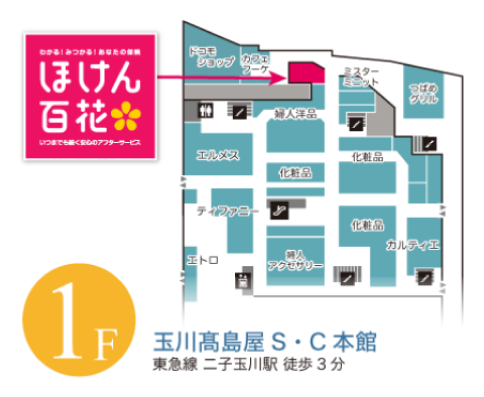 わかる!みつかる!あなたの保険
ほけん
百花
いつまでも続く安心のアフターサービス
ドコモ
ショップ
カフェ
フーケ
ミスター
ミニット
つばめ
グリル
婦人洋品
エルメス
化粧品
化粧品
ティファニー
化粧品
カルティエ
エトロ
婦人
アクセサリー
1F
玉川髙島屋S・C本館
東急線 二子玉川駅 徒歩3分